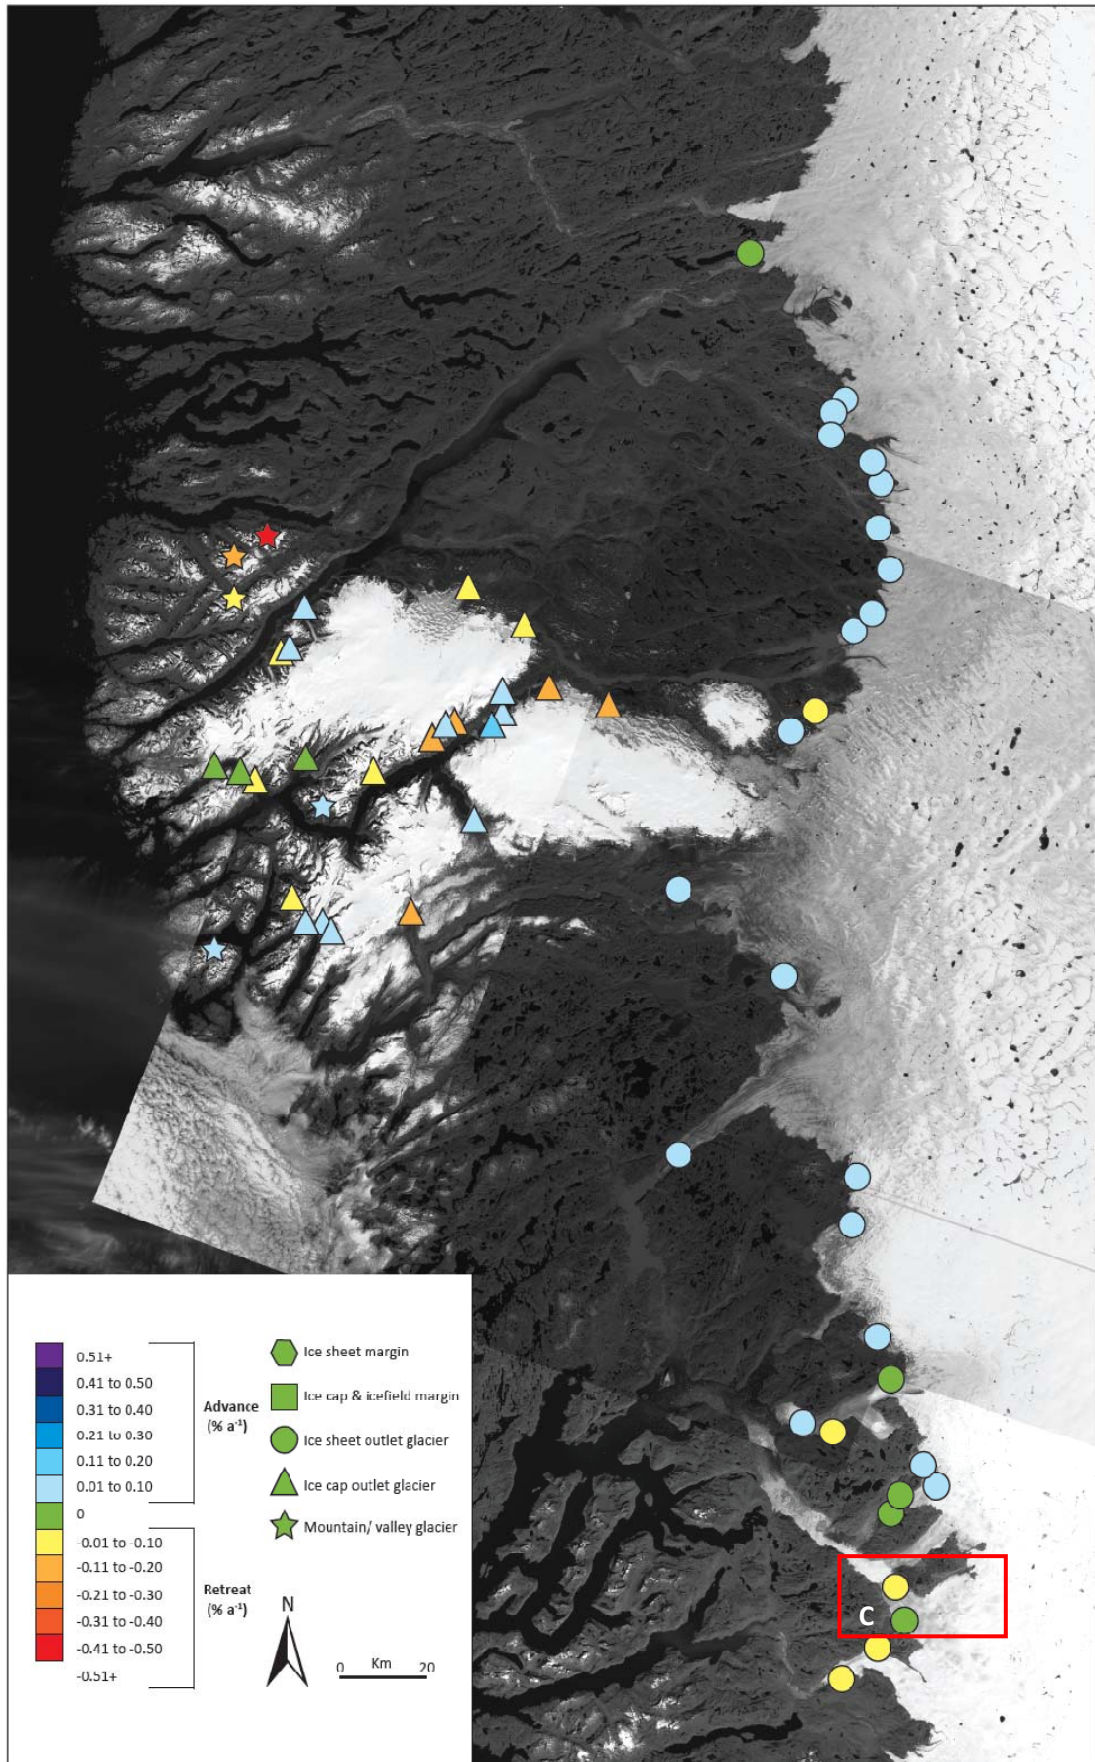 C
0.51+
0.41 to 0.50
0.31 to 0.40
0.21 to 0.30
0.11 to 0.20
0.01 to 0.10
0
-0.01 to -0.10
-0.11 to -0.20
-0.21 to -0.30
-0.31 to -0.40
-0.41 to -0.50
-0.51+
Advance
(% a⁻¹)
Retreat
(% a⁻¹)
Ice sheet margin
Ice cap & icefield margin
Ice sheet outlet glacier
Ice cap outlet glacier
Mountain/ valley glacier
N
0 Km 20